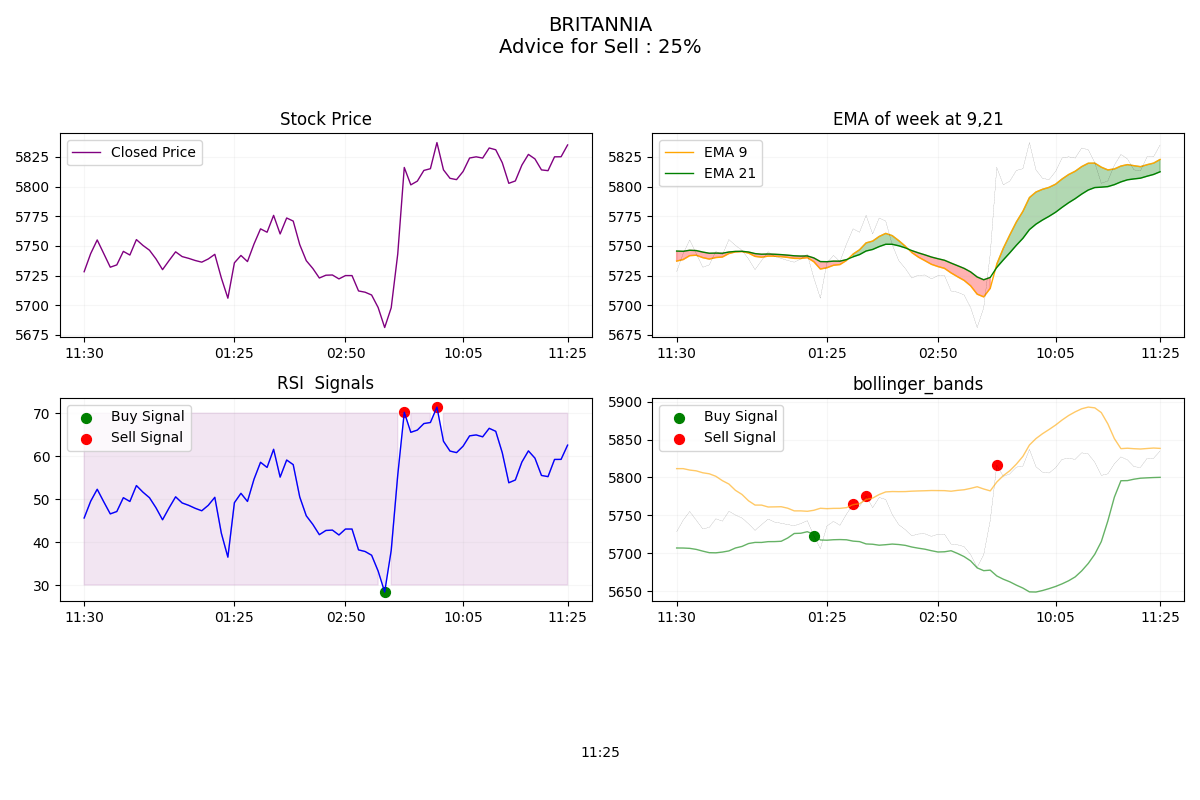 BRITANNIA
Advice for Sell : 25%
Stock Price
Closed Price
5825
5800
5775
5750
5725
5700
5675
11:30 01:25 02:50 10:05 11:25
EMA of week at 9,21
EMA 9
EMA 21
5825
5800
5775
5750
5725
5700
5675
11:30 01:25 02:50 10:05 11:25
RSI  Signals
Buy Signal
Sell Signal
70
60
50
40
30
11:30 01:25 02:50 10:05 11:25
bollinger_bands
Buy Signal
Sell Signal
5900
5850
5800
5750
5700
5650
11:30 01:25 02:50 10:05 11:25
11:25